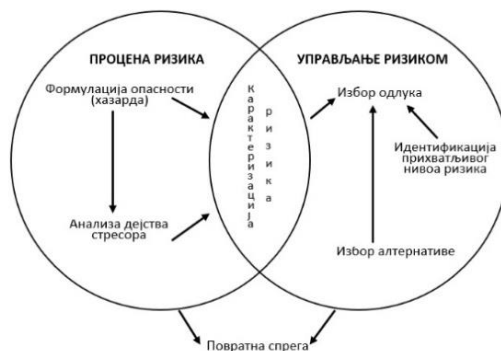 ПРОЦЕНА РИЗИКА
Формулација опасности
(хазарда)
Анализа дејства
стресора
Карактеризација
ризика
УПРАВЉАЊЕ РИЗИКОМ
Избор одлука
Идентификација
прихватљивог
нивоа ризика
Избор алтернативе
Повратна спрега